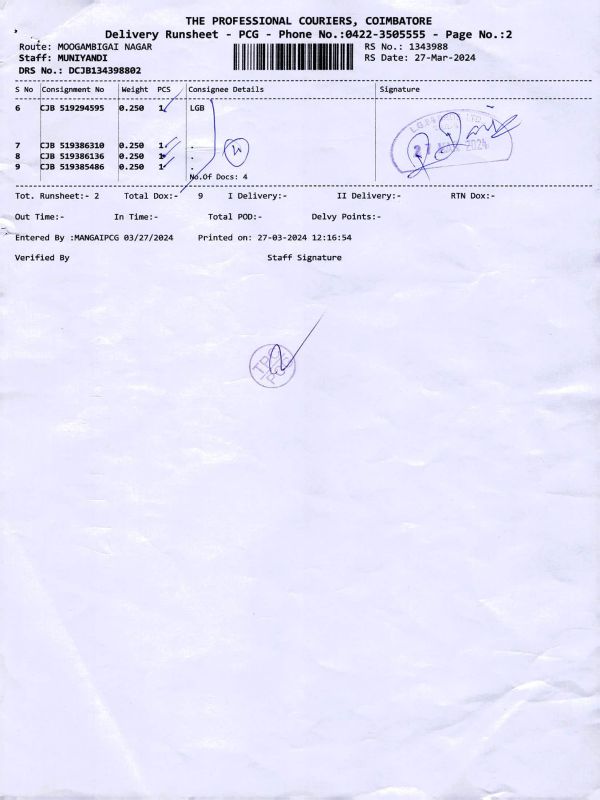 THE PROFESSIONAL COURIERS, COIMBATORE
Delivery Runsheet - PCG - Phone No.:0422-3505555 - Page No.:2
Route: MOOGAMBIGAI NAGAR RS No.: 1343988
Staff: MUNIYANDI RS Date: 27-Mar-2024
DRS No.: DCJB134398802
S No Consignment No Weight PCS Consignee Details Signature
6 CJB 519294595 0.250 1 LGB
7 CJB 519386310 0.250 1 .
8 CJB 519386136 0.250 1 .
9 CJB 519385486 0.250 1 .
No.Of Docs: 4
27 2024
Tot. Runsheet:- 2 Total Dox:- 9 I Delivery:- II Delivery:- RTN Dox:-
Out Time:- In Time:- Total POD:- Delvy Points:-
Entered By :MANGAIPCG 03/27/2024 Printed on: 27-03-2024 12:16:54
Verified By Staff Signature